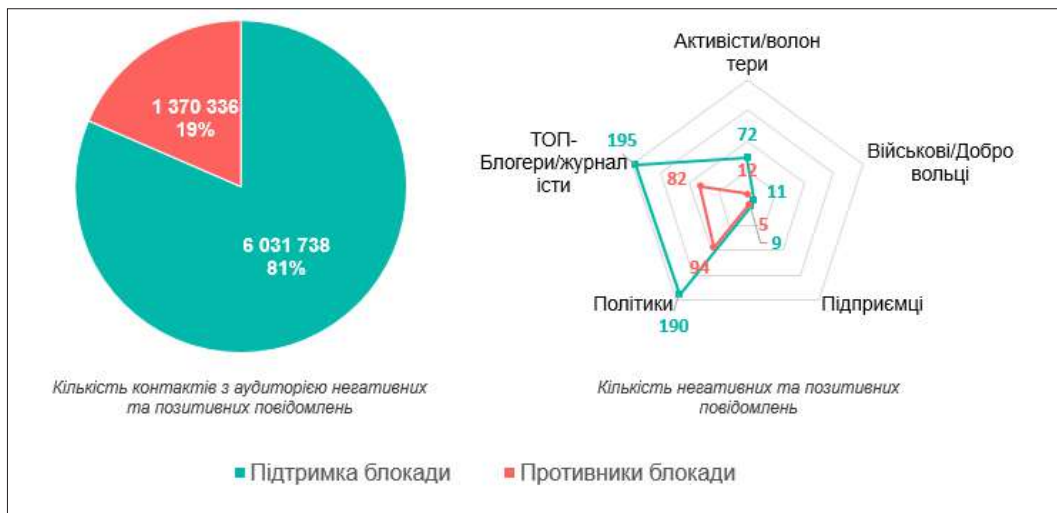 1 370 336
19%
6 031 738
81%
Кількість контактів з аудиторією негативних
та позитивних повідомлень
Активісти/волон
тери
72
12
Військові/Добро
вольці
11
5
9
Підприємці
Політики
94
190
ТОП-
Блогери/журнал
істи
195
82
Кількість негативних та позитивних
повідомлень
Підтримка блокади
Противники блокади